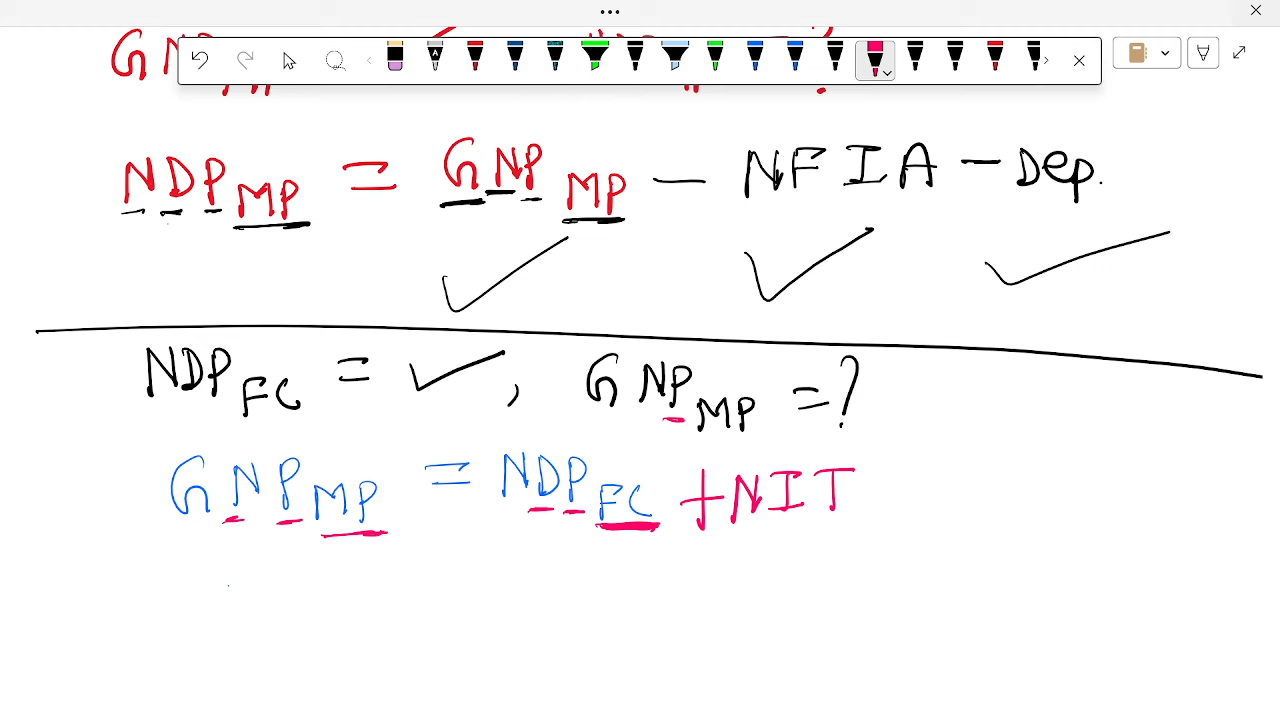 NDP MP = GNP MP - NFIA - Dep.
NDP FC = ✓, GNP MP = ?
GNP MP = NDP FC + NIT